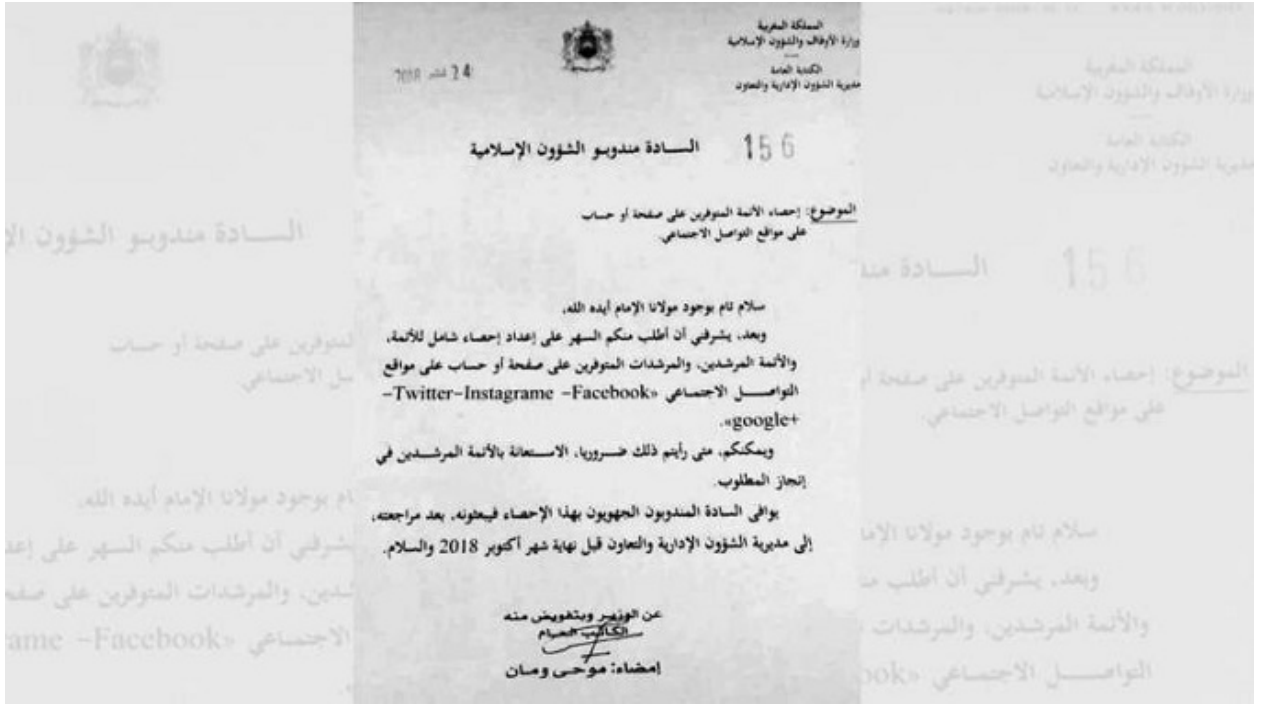 المملكة المغربية
وزارة الأوقاف والشؤون الإسلامية
الكتابة العامة
مديرية الشؤون الإدارية والتعاون
24 شتنبر 2018
156
السادة مندوبو الشؤون الإسلامية
الموضوع: إحصاء الأئمة المتوفرين على صفحة أو حساب
على مواقع التواصل الاجتماعي.
سلام تام بوجود مولانا الإمام أيده الله،
وبعد، يشرفني أن أطلب منكم السهر على إعداد إحصاء شامل للأئمة،
والأئمة المرشدين، والمرشدات المتوفرين على صفحة أو حساب على مواقع
التواصل الاجتماعي «Twitter-Instagrame -Facebook-
google+».
ويمكنكم، متى رأيتم ذلك ضروريا، الاستعانة بالأئمة المرشدين في
إنجاز المطلوب.
يوافى السادة المندوبون الجهويون بهذا الإحصاء فيبعثونه، بعد مراجعته،
إلى مديرية الشؤون الإدارية والتعاون قبل نهاية شهر أكتوبر 2018 والسلام.
عن الوزير وبتفويض منه
الكاتب العام
إمضاء: موحى ومان